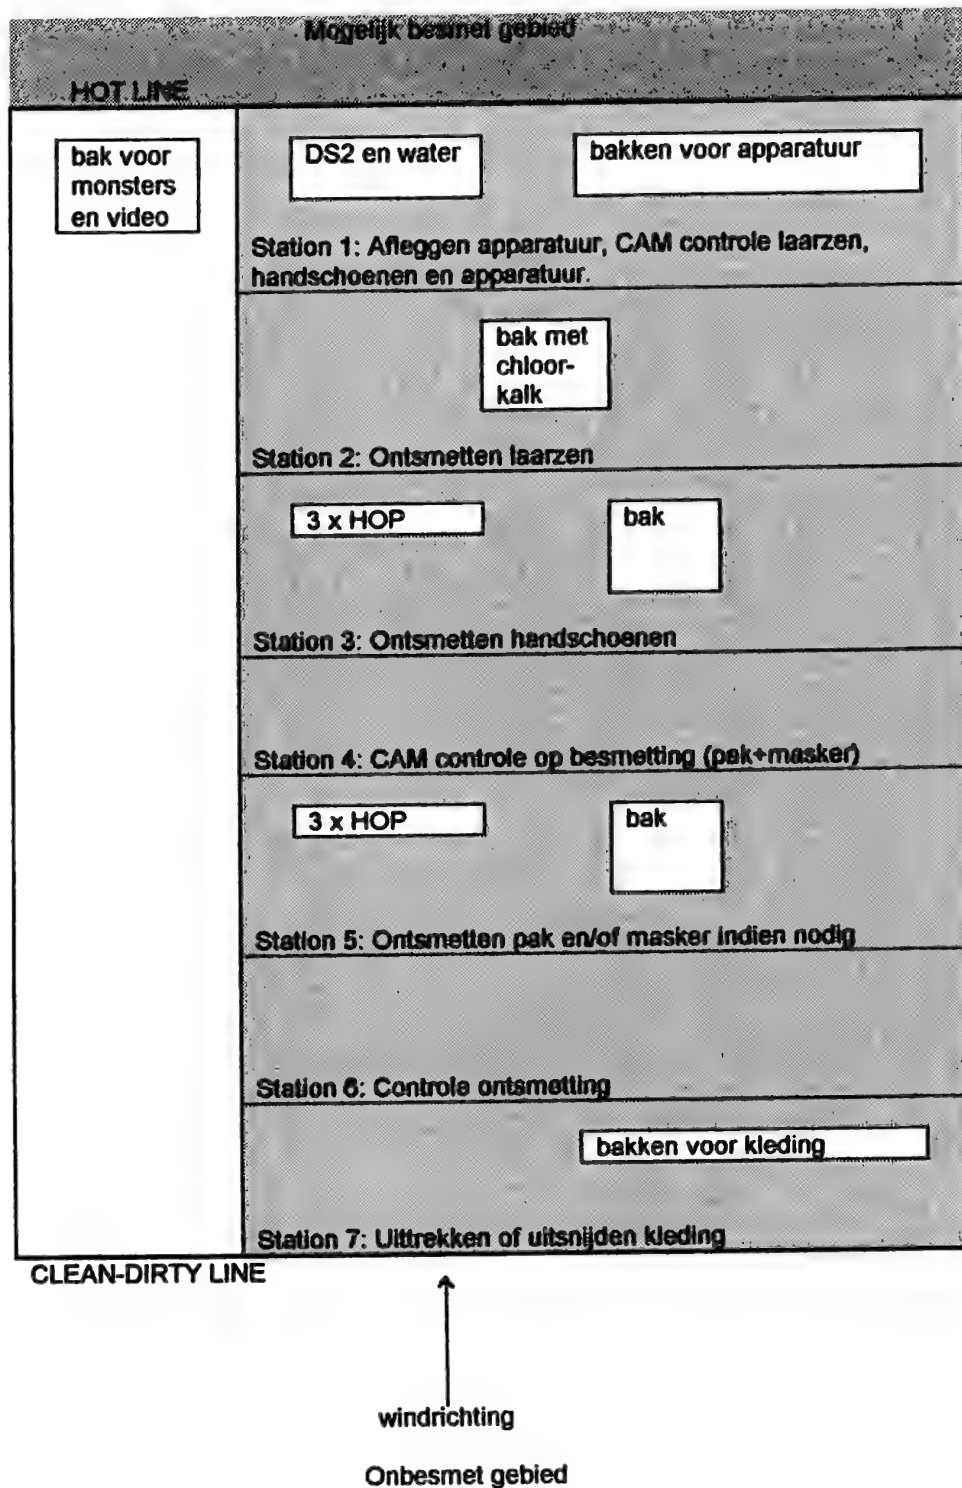 Mogelijk besmet gebied
HOT LINE
bak voor
monsters
en video
DS2 en water
bakken voor apparatuur
Station 1: Afleggen apparatuur, CAM controle laarzen,
handschoenen en apparatuur.
bak met
chloor-
kalk
Station 2: Ontsmetten laarzen
3 x HOP
bak
Station 3: Ontsmetten handschoenen
Station 4: CAM controle op besmetting (pak+masker)
3 x HOP
bak
Station 5: Ontsmetten pak en/of masker indien nodig
Station 6: Controle ontsmetting
bakken voor kleding
Station 7: Uittrekken of uitsnijden kleding
CLEAN-DIRTY LINE
windrichting
Onbesmet gebied